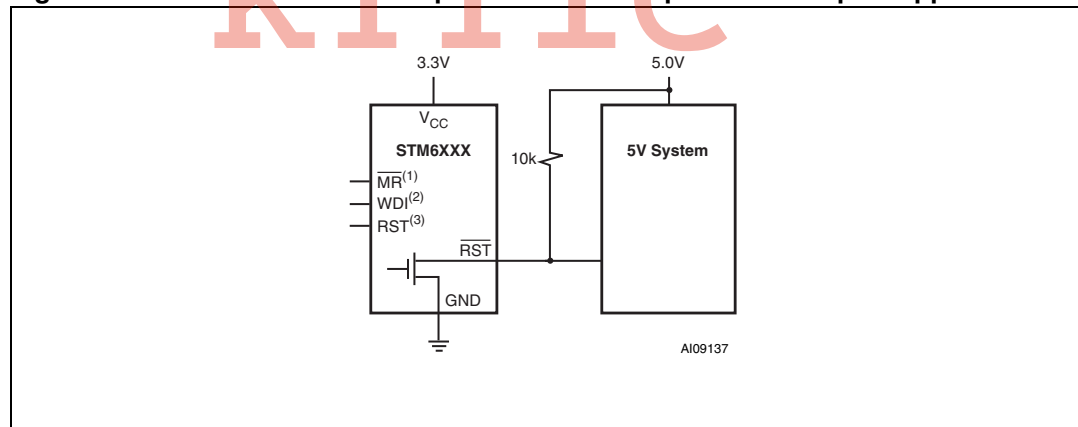 3.3V
5.0V
VCC
STM6XXX
5V System
10k
MR(1)
WDI(2)
RST(3)
RST
GND
AI09137